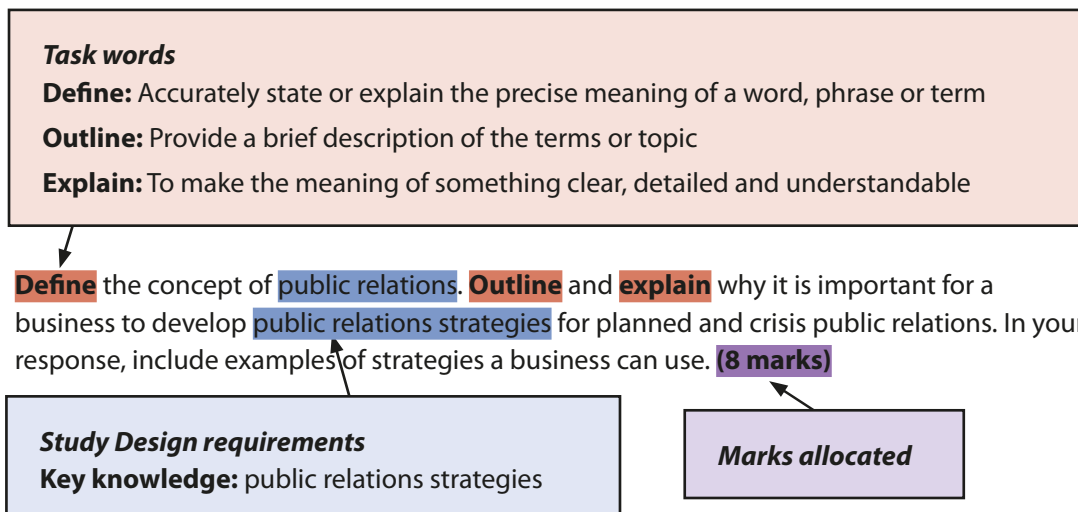 Task words
Define: Accurately state or explain the precise meaning of a word, phrase or term
Outline: Provide a brief description of the terms or topic
Explain: To make the meaning of something clear, detailed and understandable
Define the concept of public relations. Outline and explain why it is important for a
business to develop public relations strategies for planned and crisis public relations. In your
response, include examples of strategies a business can use. (8 marks)
Study Design requirements
Key knowledge: public relations strategies
Marks allocated